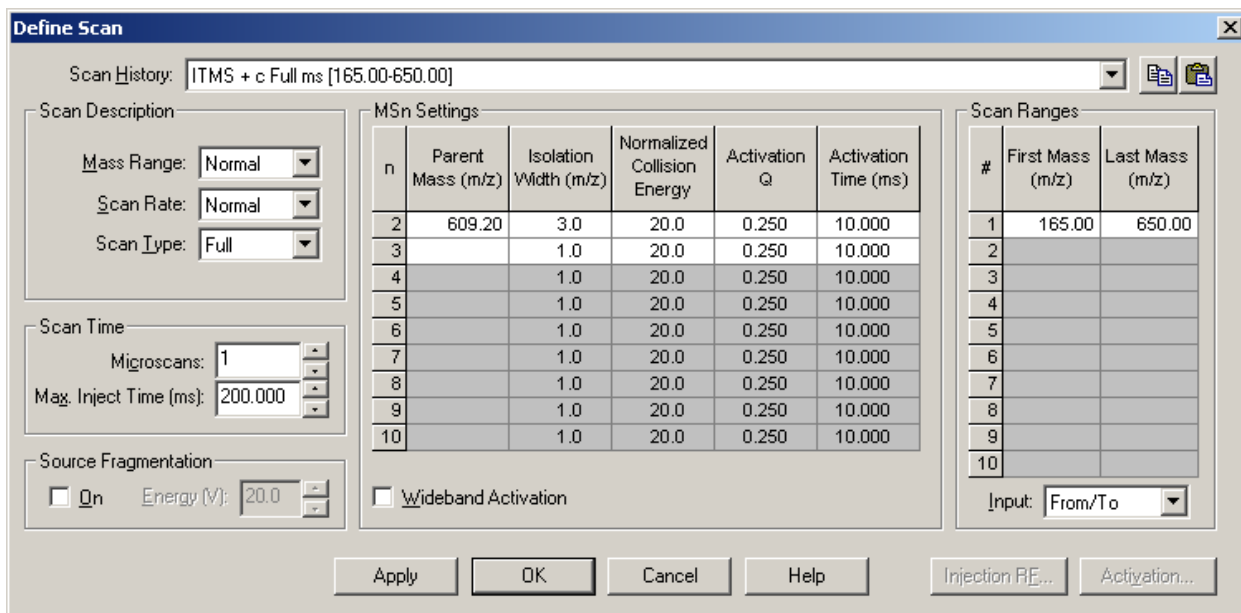 Define Scan
Scan History: ITMS + c Full ms [165.00-650.00]
Scan Description
Mass Range: Normal
Scan Rate: Normal
Scan Type: Full
Scan Time
Microscans: 1
Max. Inject Time (ms): 200.000
Source Fragmentation
On Energy (V): 20.0
MSn Settings
n Parent Mass (m/z) Isolation Width (m/z) Normalized Collision Energy Activation Q Activation Time (ms)
2 609.20 3.0 20.0 0.250 10.000
3 1.0 20.0 0.250 10.000
4 1.0 20.0 0.250 10.000
5 1.0 20.0 0.250 10.000
6 1.0 20.0 0.250 10.000
7 1.0 20.0 0.250 10.000
8 1.0 20.0 0.250 10.000
9 1.0 20.0 0.250 10.000
10 1.0 20.0 0.250 10.000
Wideband Activation
Scan Ranges
# First Mass (m/z) Last Mass (m/z)
1 165.00 650.00
2
3
4
5
6
7
8
9
10
Input: From/To
Apply OK Cancel Help Injection RF... Activation...